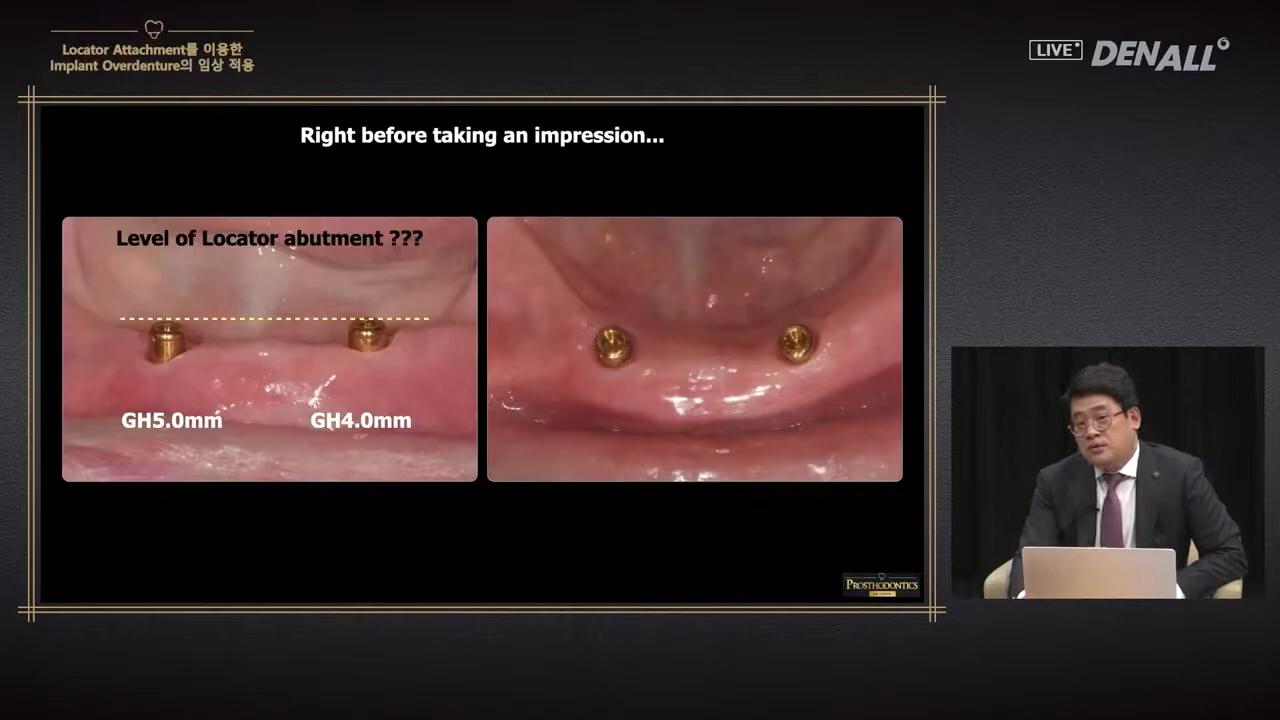 Locator Attachment를 이용한
Implant Overdenture의 임상 적용
LIVE
DENALL
Right before taking an impression...
Level of Locator abutment ???
GH5.0mm
GH4.0mm
PROSTHODONTICS